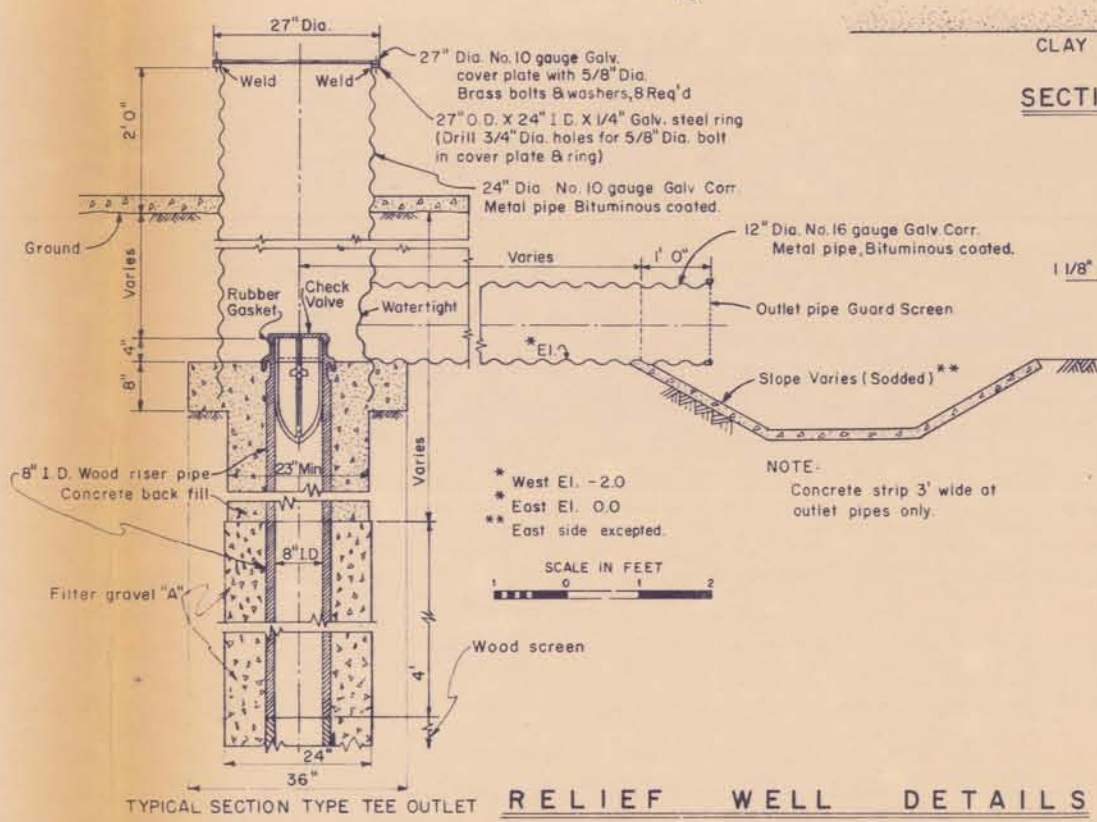 27" Dia.
CLAY
SECTI
Weld
Weld
27" Dia. No. 10 gauge Galv.
cover plate with 5/8" Dia.
Brass bolts & washers, 8 Req'd
27" O.D. X 24" I.D. X 1/4" Galv. steel ring
(Drill 3/4" Dia. holes for 5/8" Dia. bolt
in cover plate & ring)
2' 0"
24" Dia No. 10 gauge Galv Corr.
Metal pipe Bituminous coated.
Ground
12" Dia. No. 16 gauge Galv. Corr.
Metal pipe, Bituminous coated.
Varies
Varies
1' 0"
1 1/8"
Rubber
Gasket
Check
Valve
Watertight
Outlet pipe Guard Screen
4"
*El.
8"
Slope Varies (Sodded)**
Varies
8" I.D. Wood riser pipe
23" Min
Concrete back fill
* West El. -2.0
* East El. 0.0
** East side excepted.
NOTE:
Concrete strip 3' wide at
outlet pipes only.
8" I.D
SCALE IN FEET
1 0 1 2
Filter gravel "A"
Wood screen
4'
24"
36"
TYPICAL SECTION TYPE TEE OUTLET
RELIEF WELL DETAILS